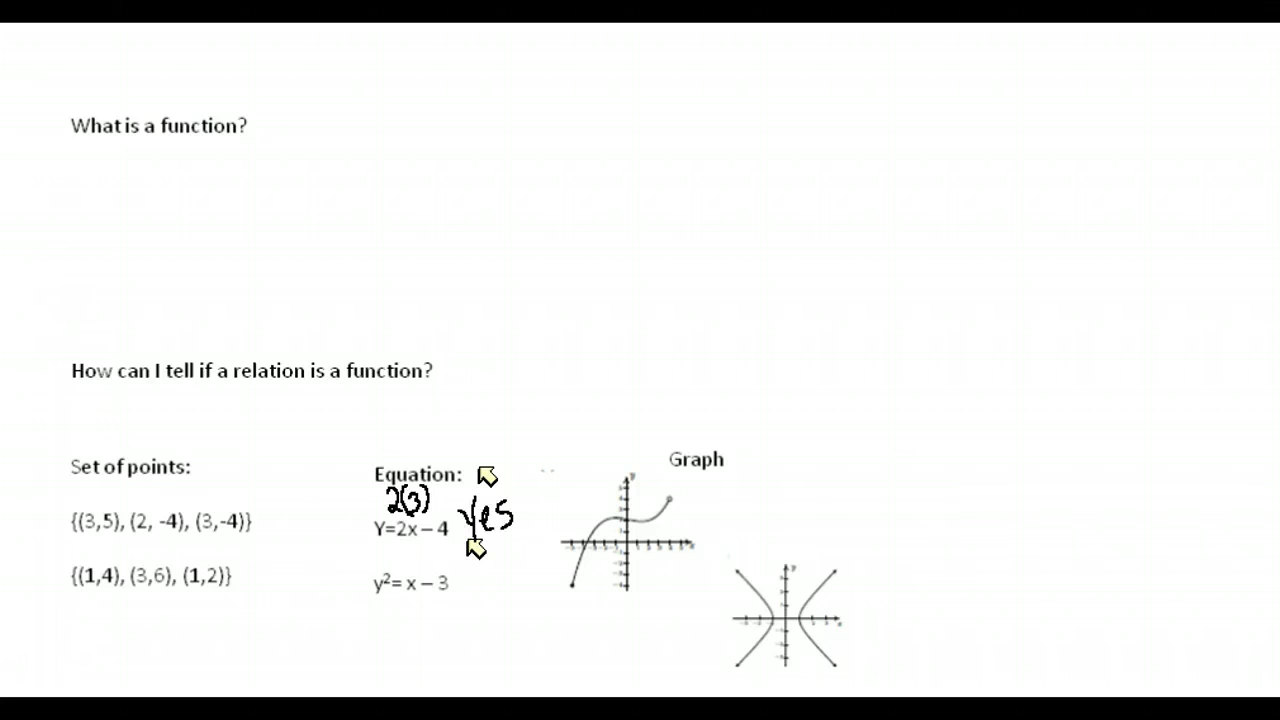 What is a function?
How can I tell if a relation is a function?
Set of points:
{(3,5), (2, -4), (3,-4)}
{(1,4), (3,6), (1,2)}
Equation:
2(3)
Y=2x – 4 Yes
y²= x – 3
Graph
y
x
y
x